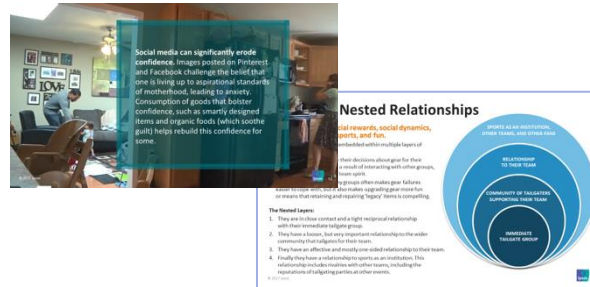 Social media can significantly erode
confidence. Images posted on Pinterest
and Facebook challenge the belief that
one is living up to aspirational standards
of motherhood, leading to anxiety.
Consumption of goods that bolster
confidence, such as smartly designed
items and organic foods (which soothe
guilt) helps rebuild this confidence for
some.
LOVE
Nested Relationships
cial rewards, social dynamics,
ports, and fun.
embedded within multiple layers of
their decisions about gear for their
a result of interacting with other groups,
team spirit.
groups often makes gear failures
easier to cope with, but it also makes upgrading gear more fun
or means that retaining and repairing 'legacy' items is compelling.
The Nested Layers:
1. They are in close contact and a tight reciprocal relationship
with their immediate tailgate group.
2. They have a looser, but very important relationship to the wider
community that tailgates for their team.
3. They have an affective and mostly one-sided relationship to their team.
4. Finally they have a relationship to sports as an institution. This
relationship includes rivalries with other teams, including the
reputations of tailgating parties at other events.
© 2017 Ipsos
SPORTS AS AN INSTITUTION,
OTHER TEAMS, AND OTHER FANS
RELATIONSHIP
TO THEIR TEAM
COMMUNITY OF TAILGATERS
SUPPORTING THEIR TEAM
IMMEDIATE
TAILGATE GROUP